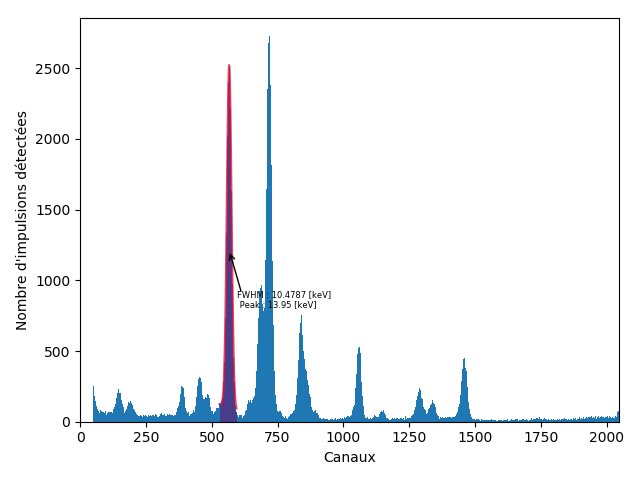 2500
2000
1500
1000
500
0
Nombre d'impulsions détectées
FWHM : 10.4787 [keV]
Peak : 13.95 [keV]
0 250 500 750 1000 1250 1500 1750 2000
Canaux